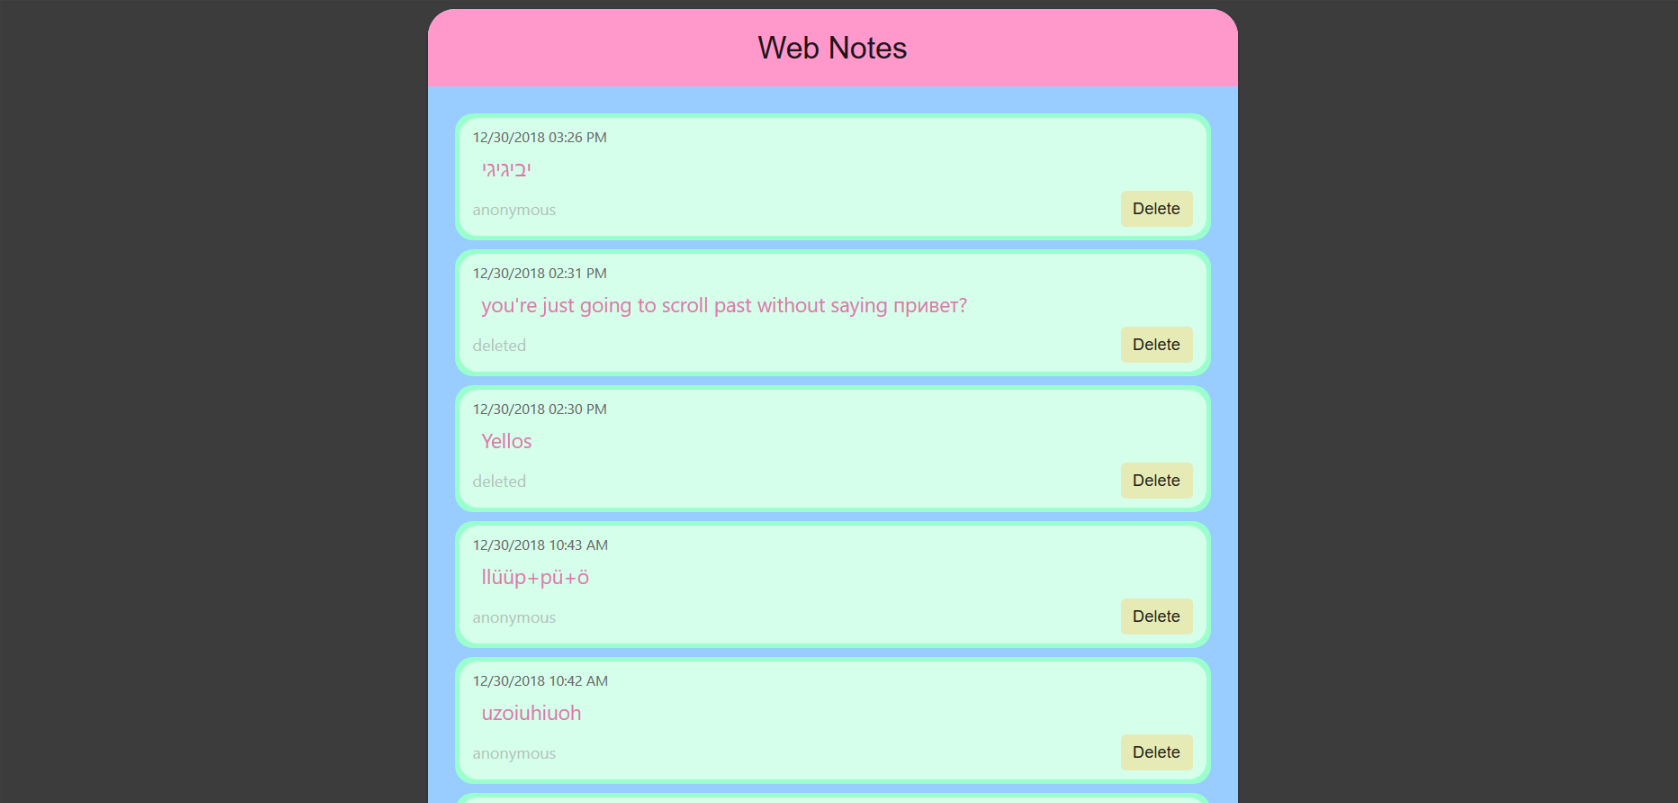 Web Notes
12/30/2018 03:26 PM
יביגיגי
anonymous
Delete
12/30/2018 02:31 PM
you're just going to scroll past without saying привет?
deleted
Delete
12/30/2018 02:30 PM
Yellos
deleted
Delete
12/30/2018 10:43 AM
llüüp+pü+ö
anonymous
Delete
12/30/2018 10:42 AM
uzoiuhiuoh
anonymous
Delete